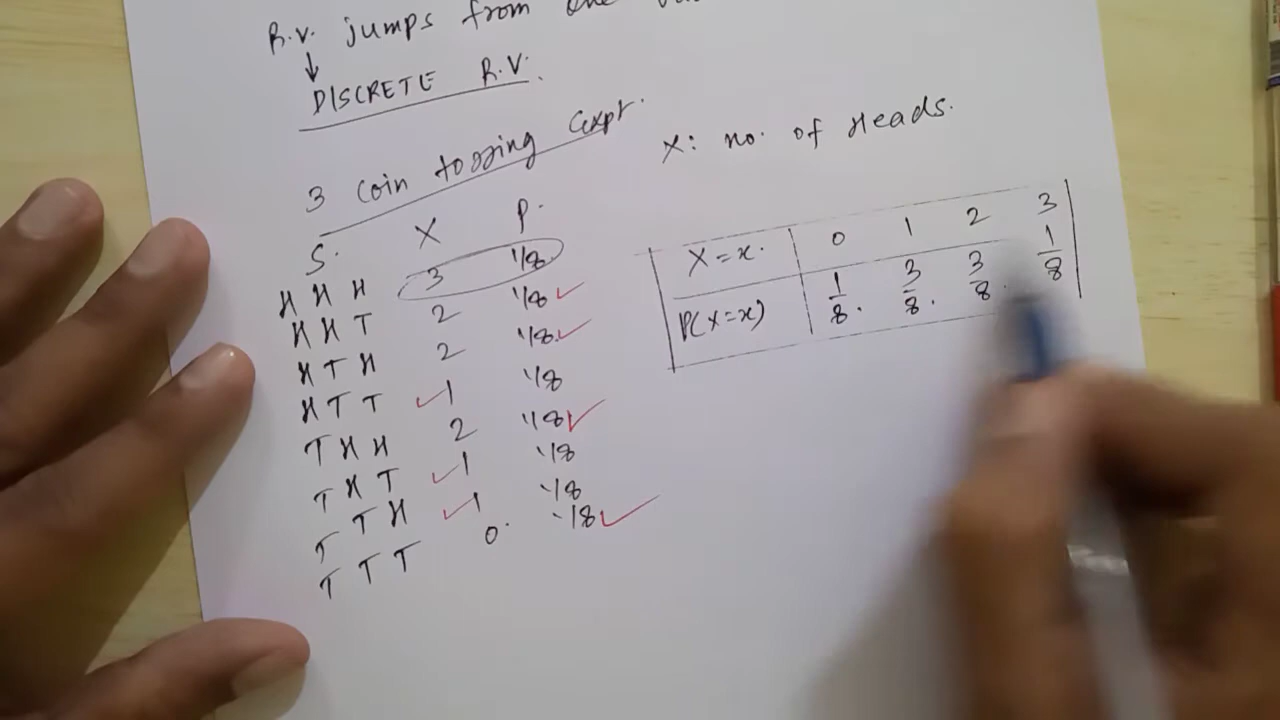 R.V. jumps from one
↓
DISCRETE R.V.
3 Coin tossing Expt.
X: no. of Heads.
S. X P.
H H H 3 1/8
H H T 2 1/8 ✓
H T H 2 1/8 ✓
H T T ✓ 1 1/8
T H H 2 1/8 ✓
T H T ✓ 1 1/8
T T H ✓ 1 1/8
T T T 0. 1/8 ✓
X=x. 0 1 2 3
P(X=x) 1/8. 3/8. 3/8. 1/8